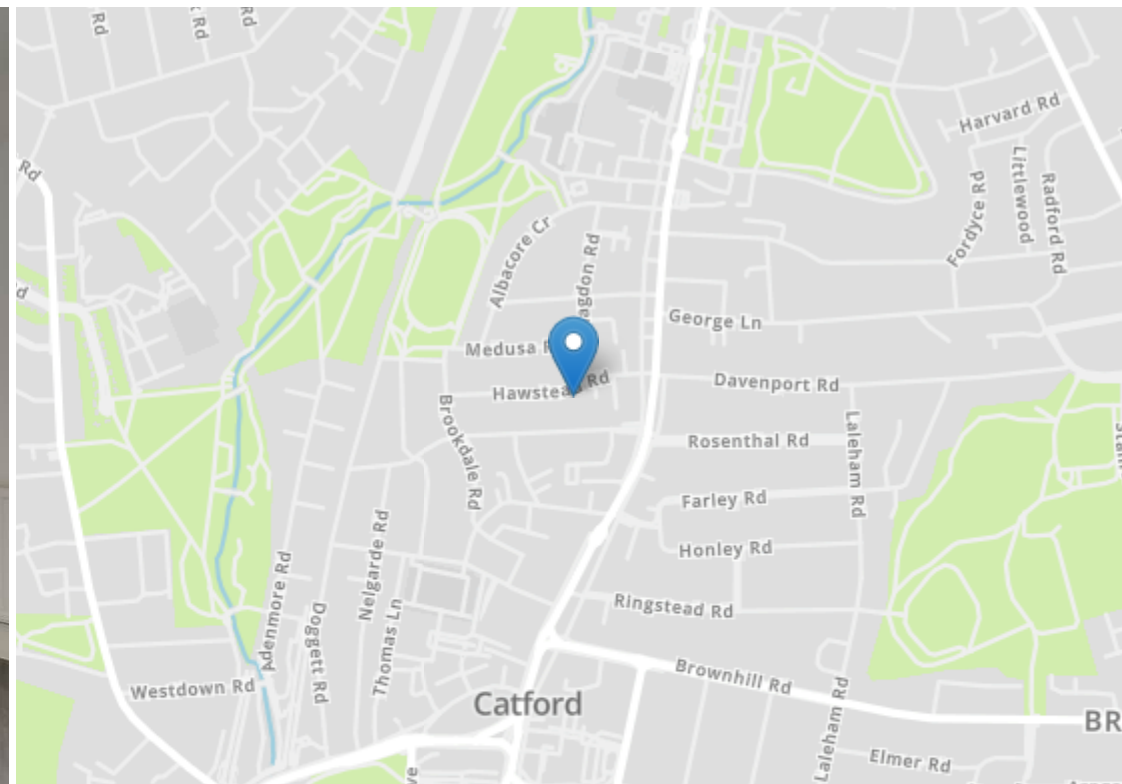 Rd
Rd
Rd
Harvard Rd
Rd
Littlewood
Radford Rd
Fordyce Rd
Albacore Cr
Rd
George Ln
Medusa
Hawstead Rd
Davenport Rd
Brookdale Rd
Laleham Rd
Rosenthal Rd
Farley Rd
Honley Rd
Nelgarde Rd
Adenmore Rd
Doggett Rd
Thomas Ln
Ringstead Rd
Westdown Rd
Brownhill Rd
Catford
Laleham Rd
BR
Elmer Rd